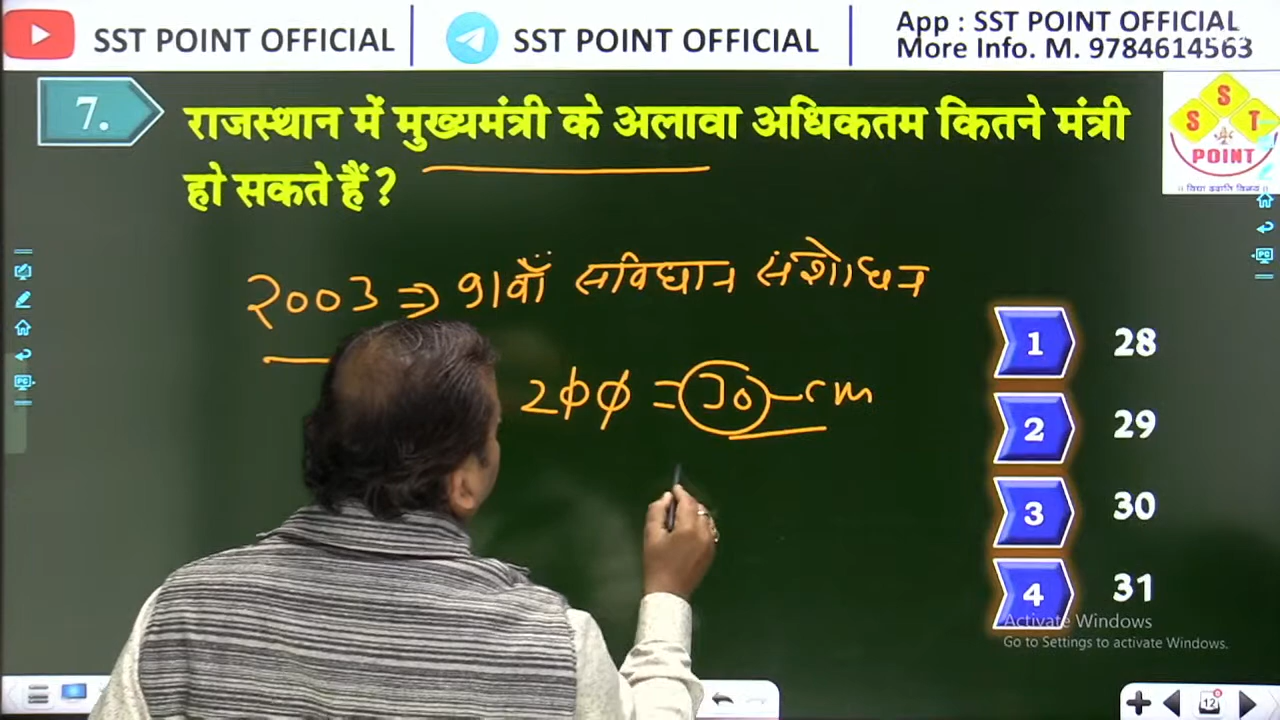 SST POINT OFFICIAL
SST POINT OFFICIAL
App : SST POINT OFFICIAL
More Info. M. 9784614563
7.
राजस्थान में मुख्यमंत्री के अलावा अधिकतम कितने मंत्री
हो सकते हैं ?
S
S T
POINT
2003 ⇒ 91वाँ संविधान संशोधन
200 = 30 - cm
1 28
2 29
3 30
4 31
Activate Windows
Go to Settings to activate Windows.
12